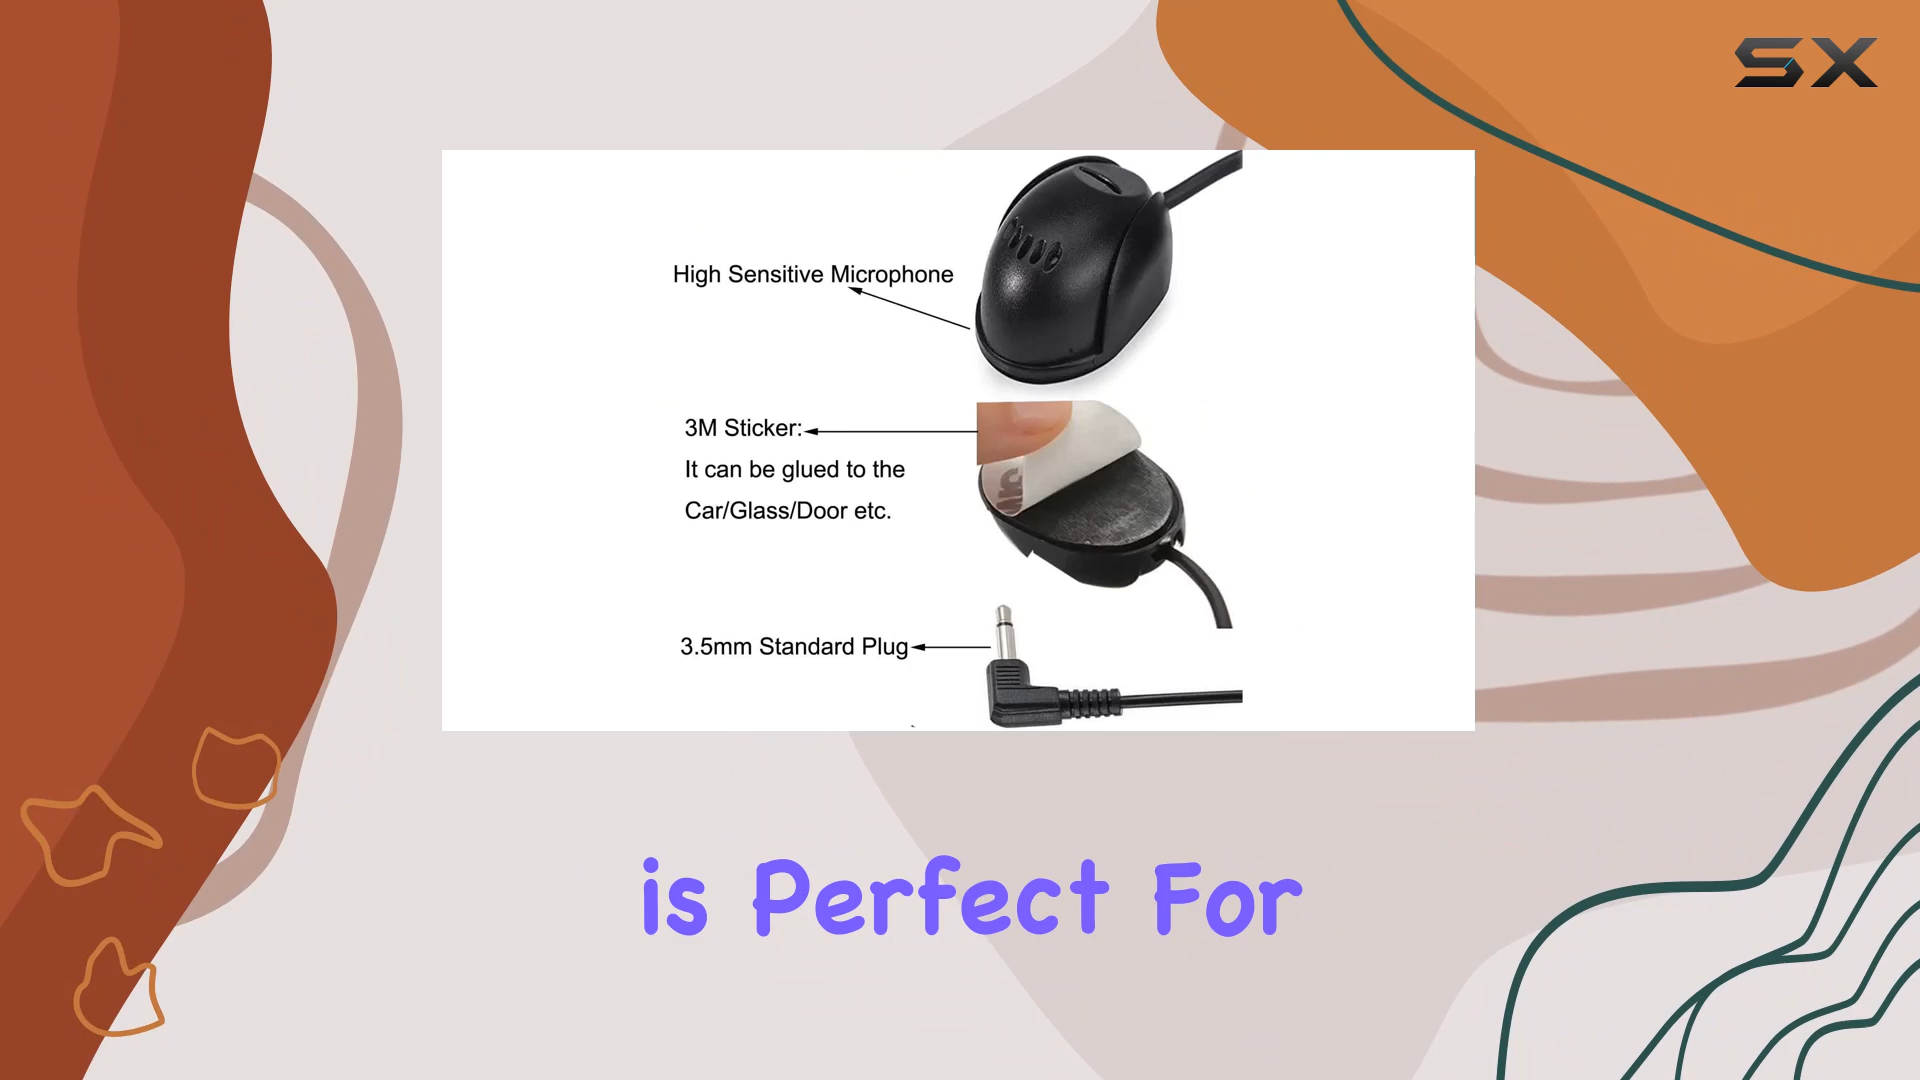 SX
High Sensitive Microphone
3M Sticker:
It can be glued to the
Car/Glass/Door etc.
3.5mm Standard Plug
is Perfect For